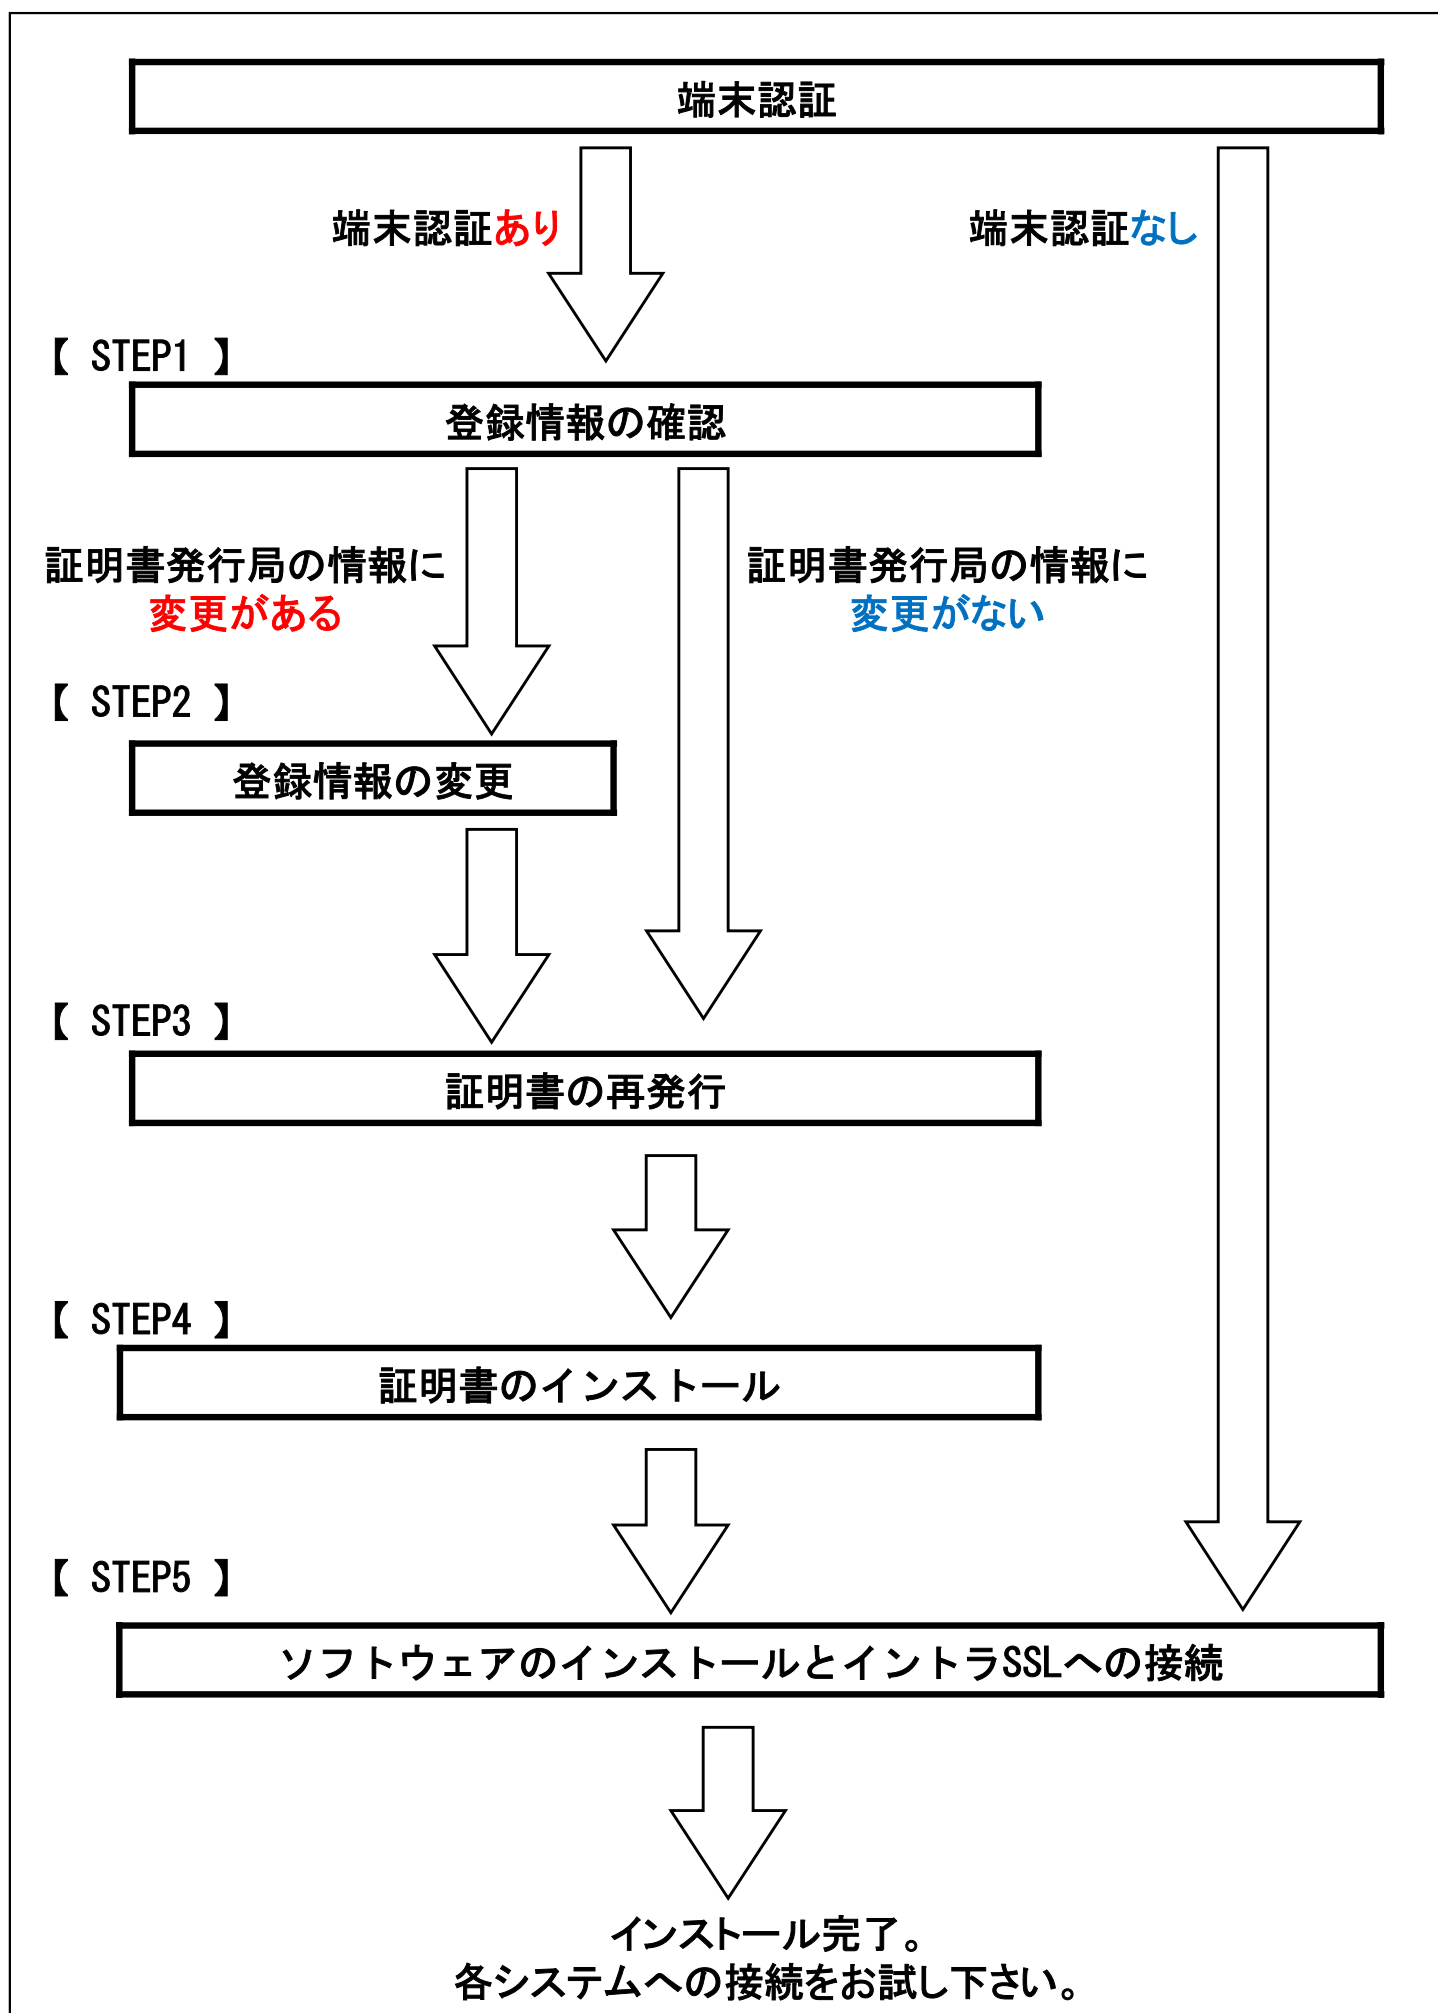 端末認証
端末認証あり
端末認証なし
【 STEP1 】
登録情報の確認
証明書発行局の情報に
変更がある
証明書発行局の情報に
変更がない
【 STEP2 】
登録情報の変更
【 STEP3 】
証明書の再発行
【 STEP4 】
証明書のインストール
【 STEP5 】
ソフトウェアのインストールとイントラSSLへの接続
インストール完了。
各システムへの接続をお試し下さい。